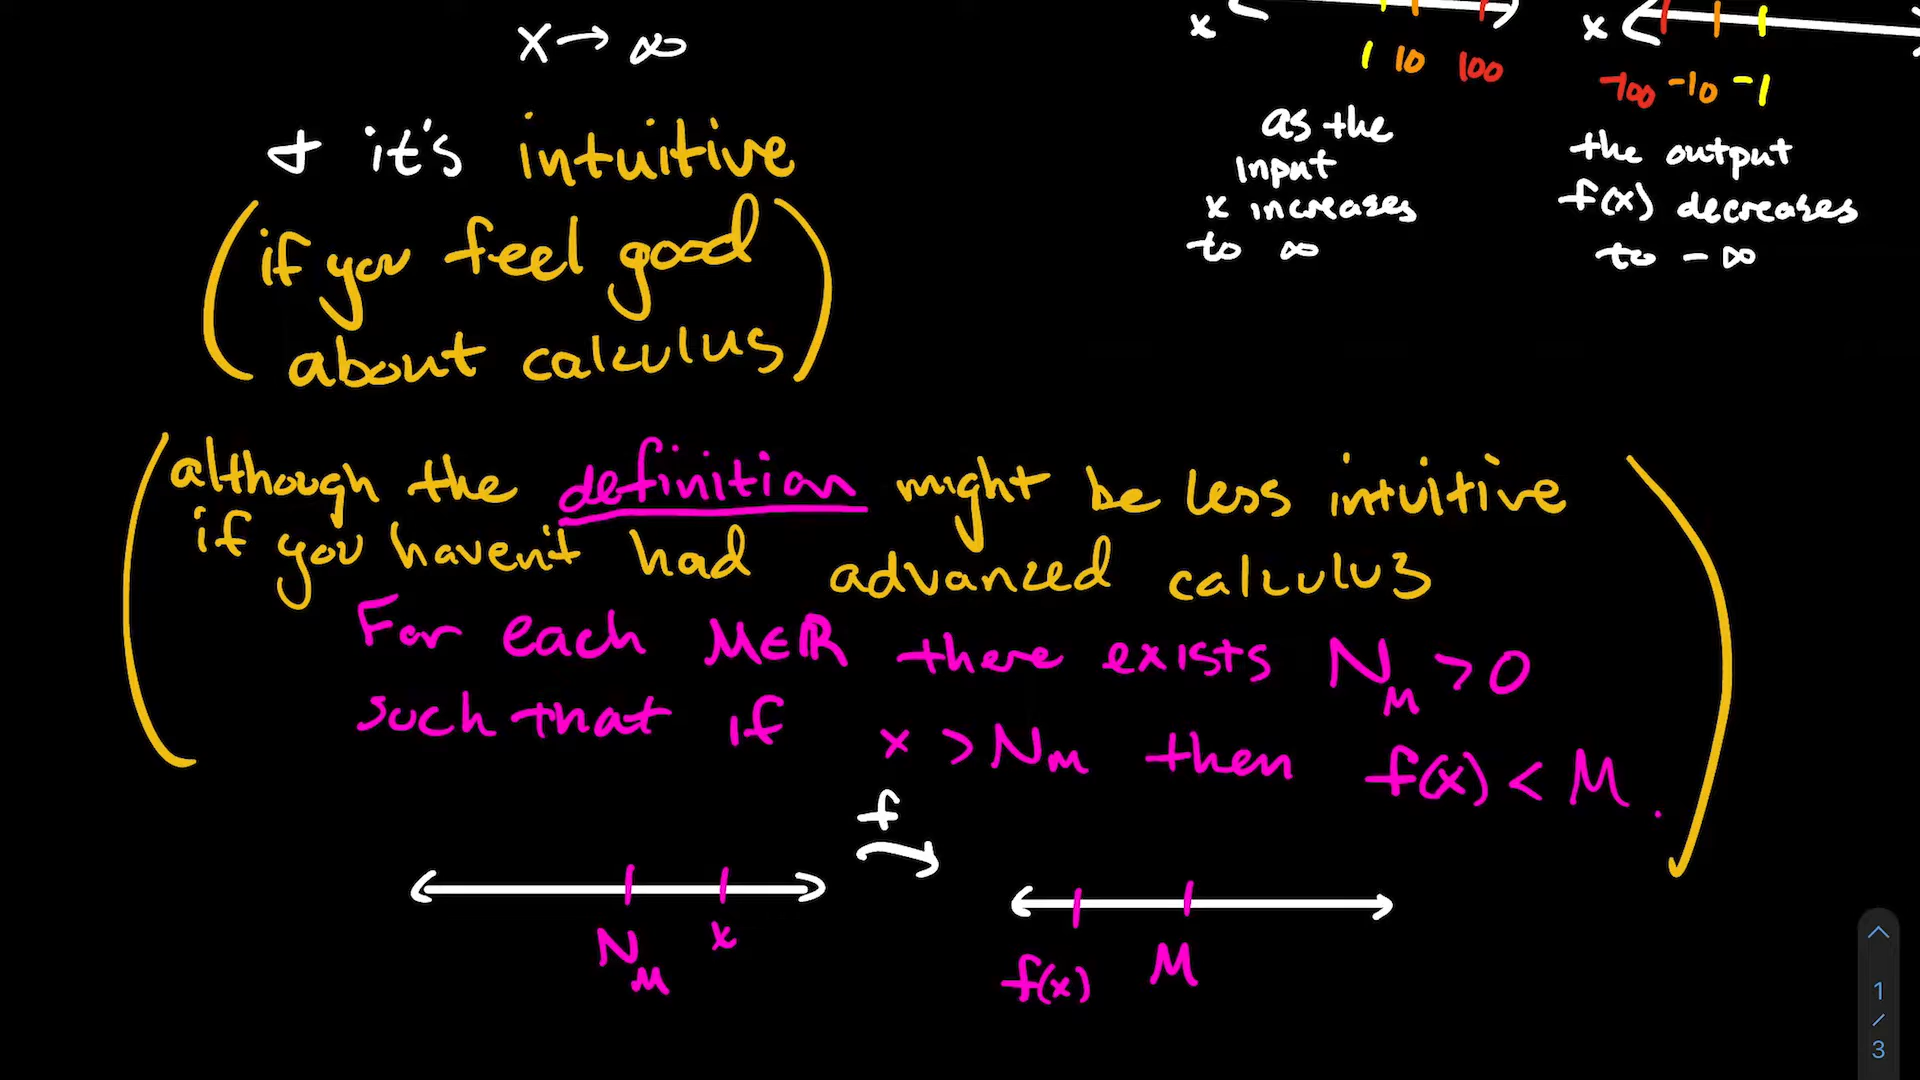 x → ∞
+ it's intuitive
(if you feel good
about calculus)
x
1 10 100
as the
input
x increases
to ∞
x
-100 -10 -1
the output
f(x) decreases
to - ∞
(although the definition might be less intuitive
if you haven't had advanced calculus
For each M∈ℝ there exists N_M > 0
such that if x > N_M then f(x) < M.)
f
N_M x
f(x) M
1
/
3